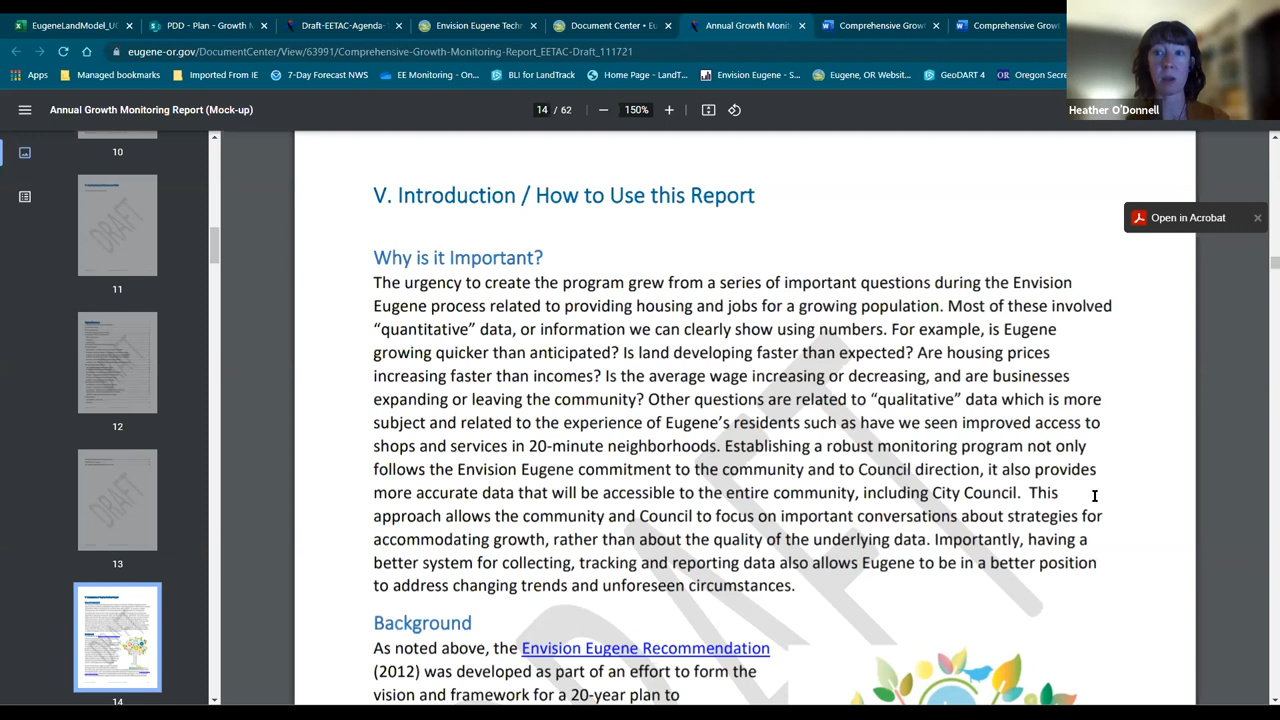 EugeneLandModel_UG
PDD - Plan - Growth M
Draft-EETAC-Agenda-
Envision Eugene Techn
Document Center • Eu
Annual Growth Monito
Comprehensive Growt
Comprehensive Grow
eugene-or.gov/DocumentCenter/View/63991/Comprehensive-Growth-Monitoring-Report_EETAC-Draft_111721
Apps
Managed bookmarks
Imported From IE
7-Day Forecast NWS
EE Monitoring - On...
BLI for LandTrack
Home Page - LandT...
Envision Eugene - S...
Eugene, OR Websit...
GeoDART 4
Oregon Secre
Heather O'Donnell
Annual Growth Monitoring Report (Mock-up)
14 / 62
150%
Open in Acrobat
10
11
12
13
14
V. Introduction / How to Use this Report
Why is it Important?
The urgency to create the program grew from a series of important questions during the Envision
Eugene process related to providing housing and jobs for a growing population. Most of these involved
“quantitative” data, or information we can clearly show using numbers. For example, is Eugene
growing quicker than anticipated? Is land developing faster than expected? Are housing prices
increasing faster than incomes? Is the average wage increasing or decreasing, and are businesses
expanding or leaving the community? Other questions are related to “qualitative” data which is more
subject and related to the experience of Eugene’s residents such as have we seen improved access to
shops and services in 20-minute neighborhoods. Establishing a robust monitoring program not only
follows the Envision Eugene commitment to the community and to Council direction, it also provides
more accurate data that will be accessible to the entire community, including City Council.  This
approach allows the community and Council to focus on important conversations about strategies for
accommodating growth, rather than about the quality of the underlying data. Importantly, having a
better system for collecting, tracking and reporting data also allows Eugene to be in a better position
to address changing trends and unforeseen circumstances.
Background
As noted above, the Envision Eugene Recommendation
(2012) was developed as part of an effort to form the
vision and framework for a 20-year plan to
DRAFT